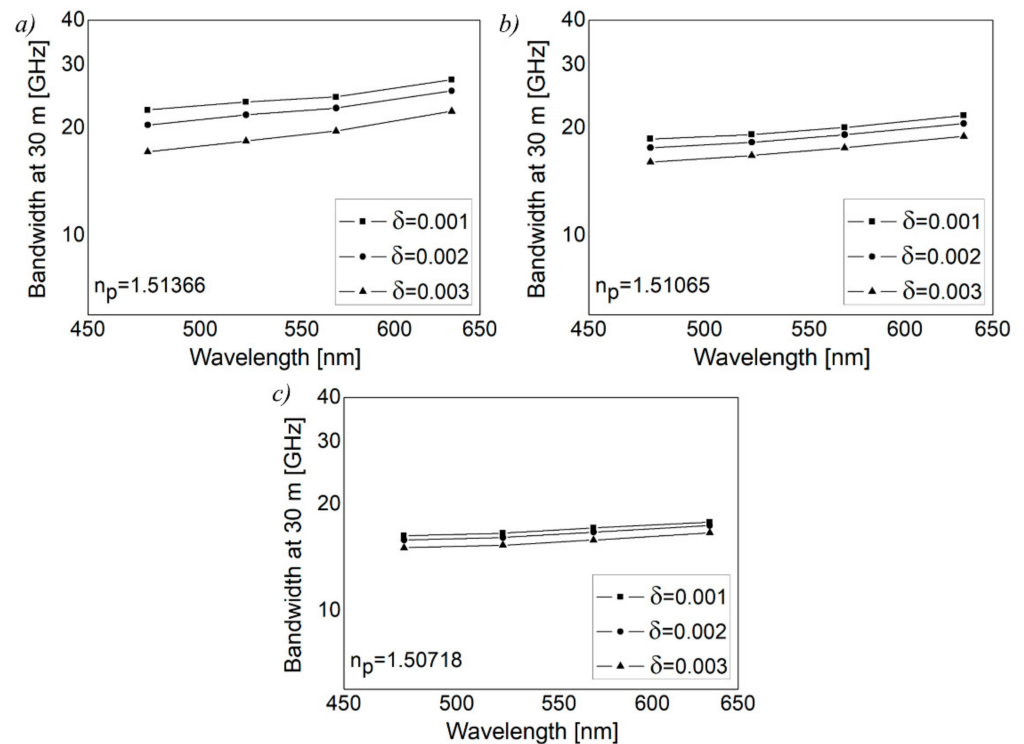 a)
Bandwidth at 30 m [GHz]
40
30
20
10
δ=0.001
δ=0.002
δ=0.003
np=1.51366
450 500 550 600 650
Wavelength [nm]
b)
Bandwidth at 30 m [GHz]
40
30
20
10
δ=0.001
δ=0.002
δ=0.003
np=1.51065
450 500 550 600 650
Wavelength [nm]
c)
Bandwidth at 30 m [GHz]
40
30
20
10
δ=0.001
δ=0.002
δ=0.003
np=1.50718
450 500 550 600 650
Wavelength [nm]